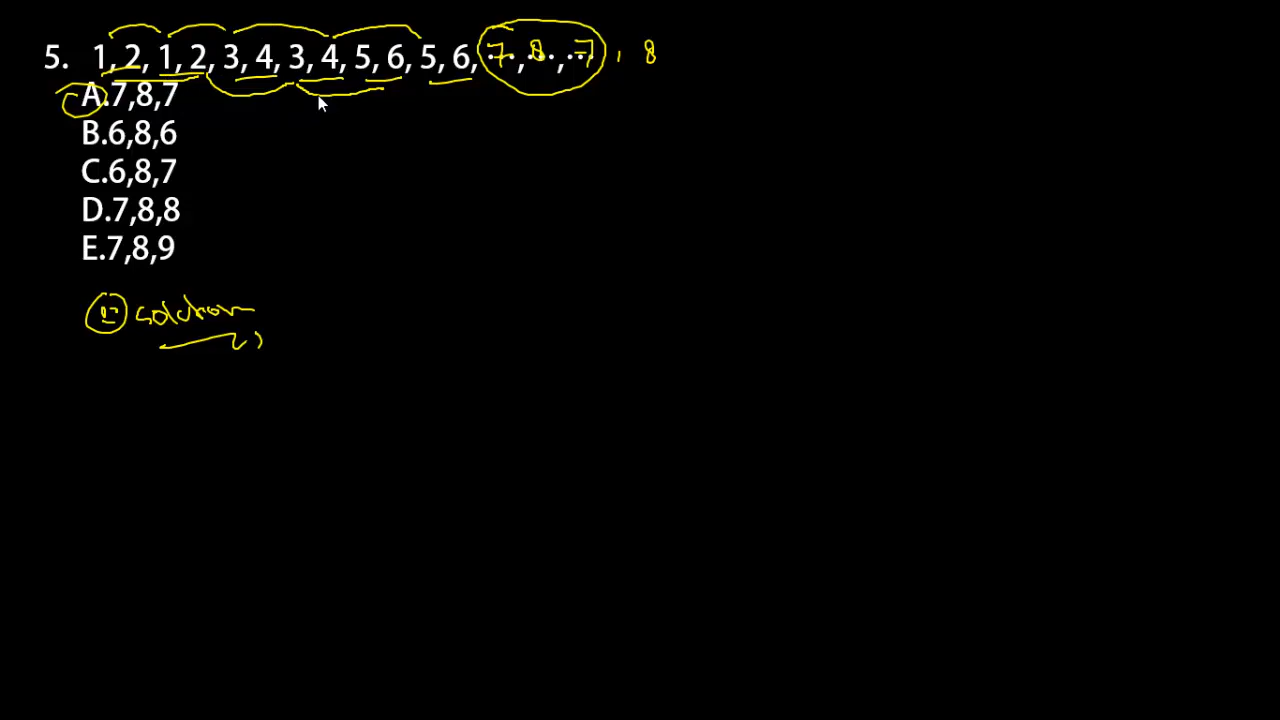 5. 1, 2, 1, 2, 3, 4, 3, 4, 5, 6, 5, 6, 7, 8, 7, 8
A.7,8,7
B.6,8,6
C.6,8,7
D.7,8,8
E.7,8,9